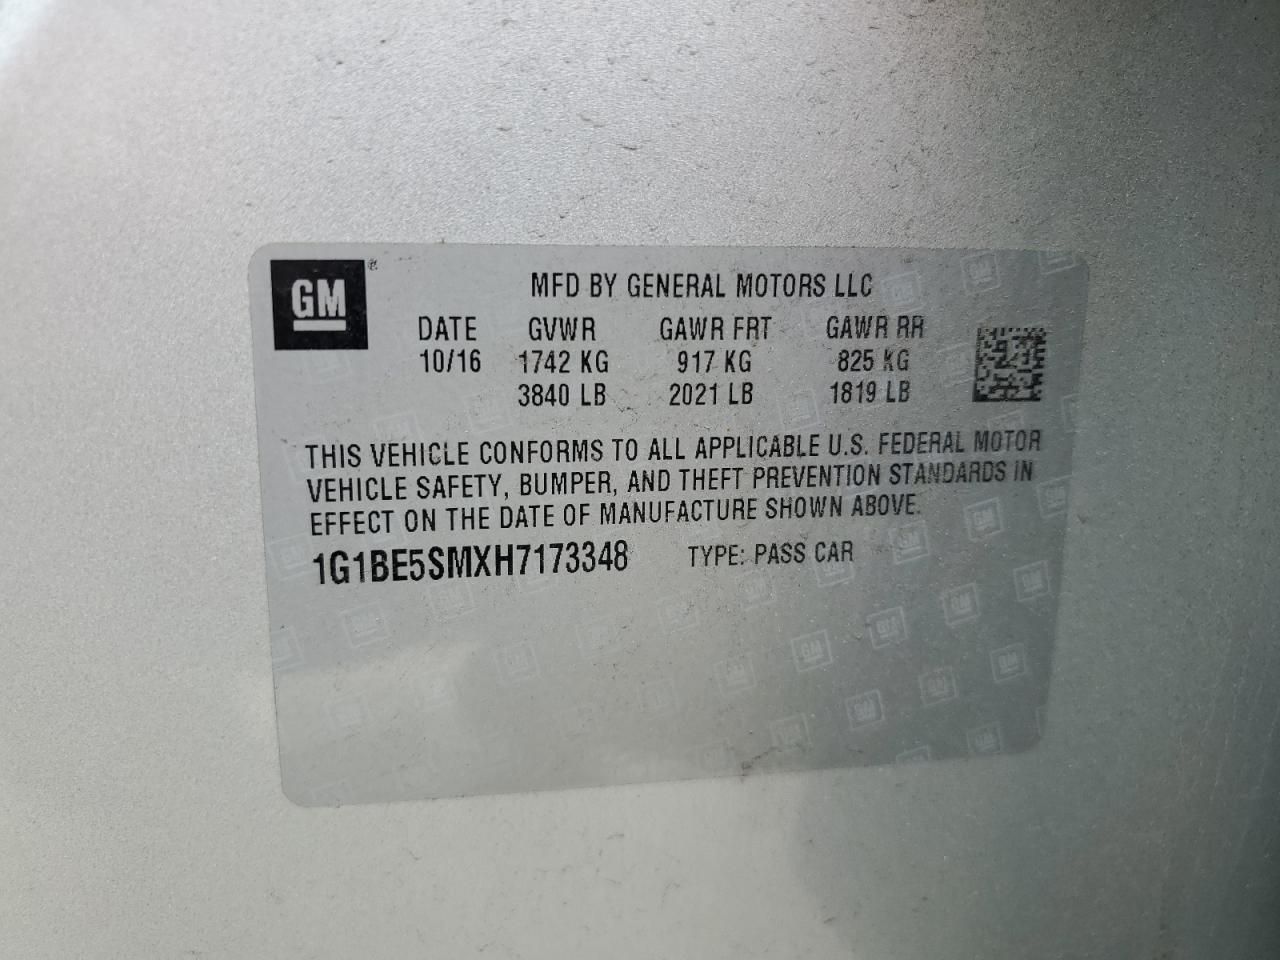 GM
MFD BY GENERAL MOTORS LLC
DATE GVWR GAWR FRT GAWR RR
10/16 1742 KG 917 KG 825 KG
3840 LB 2021 LB 1819 LB
THIS VEHICLE CONFORMS TO ALL APPLICABLE U.S. FEDERAL MOTOR
VEHICLE SAFETY, BUMPER, AND THEFT PREVENTION STANDARDS IN
EFFECT ON THE DATE OF MANUFACTURE SHOWN ABOVE.
1G1BE5SMXH7173348 TYPE: PASS CAR